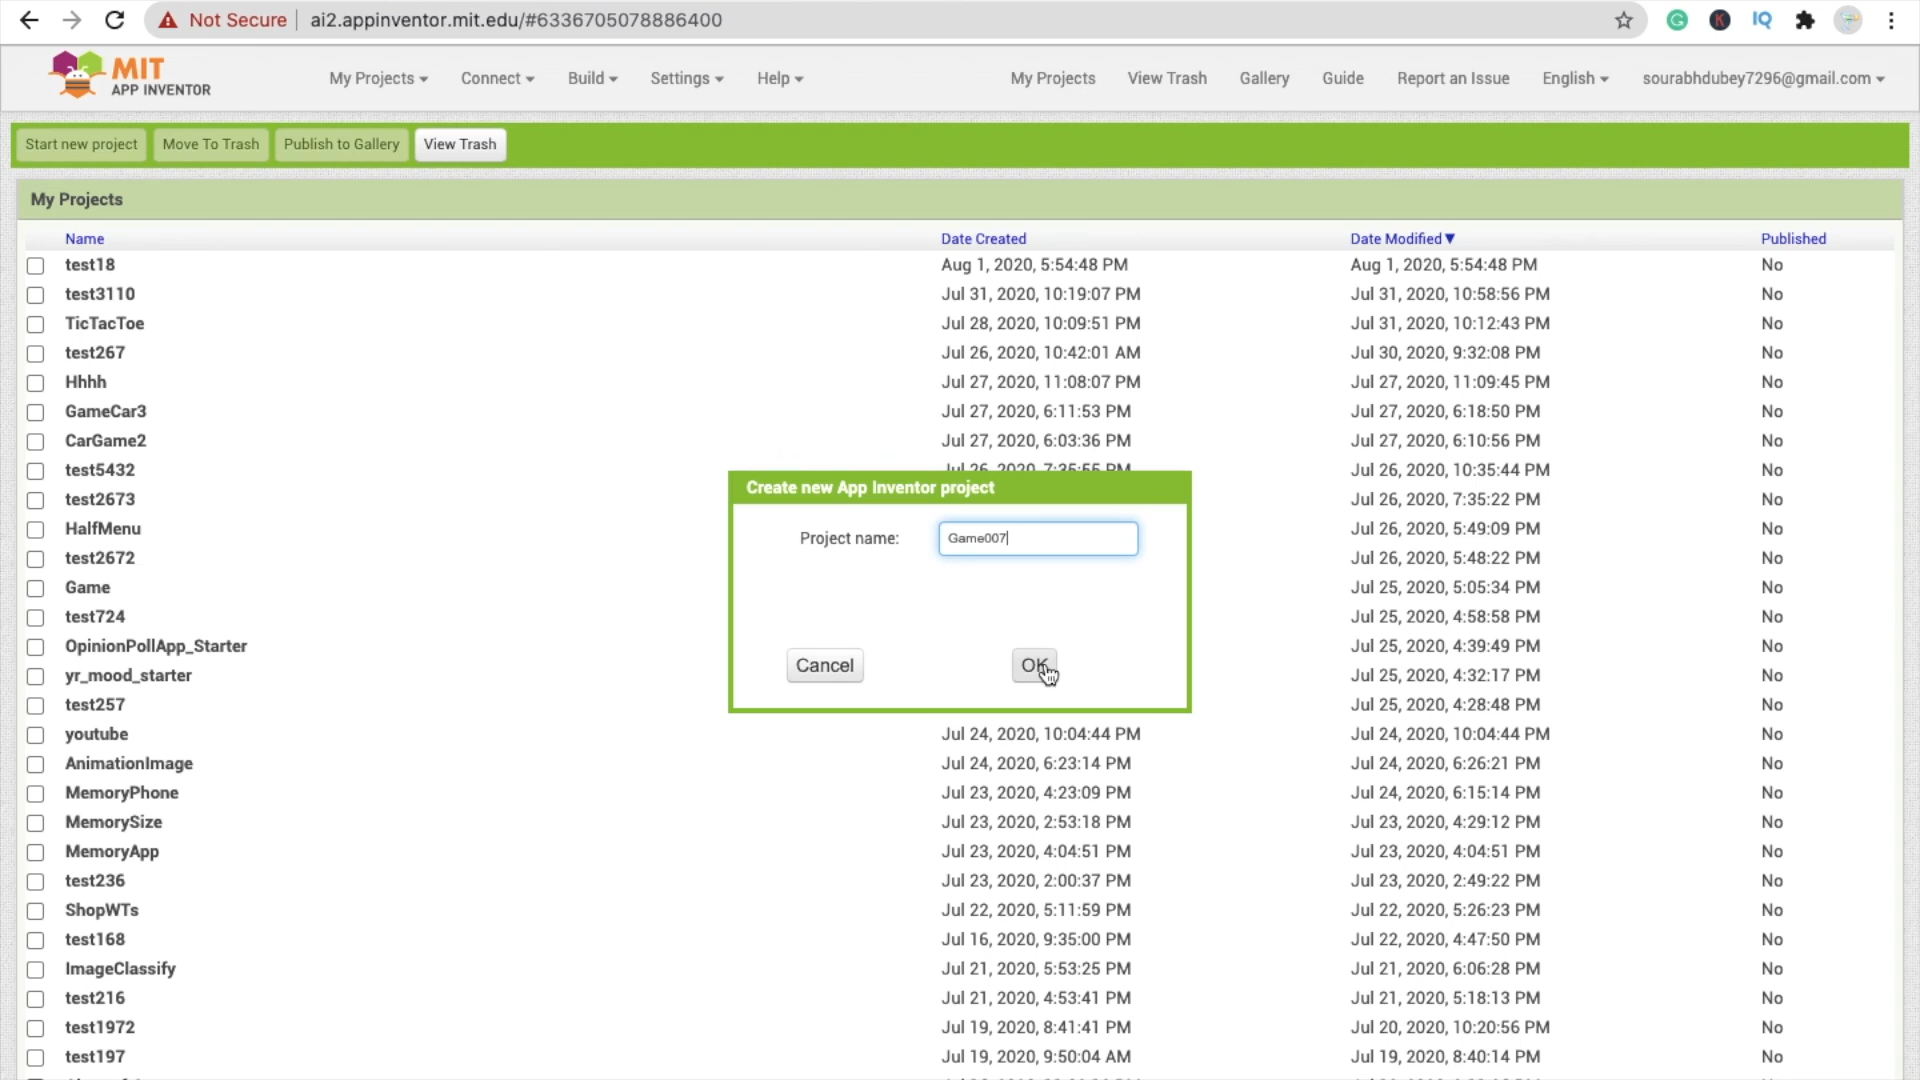 Not Secure ai2.appinventor.mit.edu/#6336705078886400
MIT
APP INVENTOR
My Projects Connect Build Settings Help My Projects View Trash Gallery Guide Report an Issue English sourabhdubey7296@gmail.com
Start new project Move To Trash Publish to Gallery View Trash
My Projects
Name Date Created Date Modified Published
test18 Aug 1, 2020, 5:54:48 PM Aug 1, 2020, 5:54:48 PM No
test3110 Jul 31, 2020, 10:19:07 PM Jul 31, 2020, 10:58:56 PM No
TicTacToe Jul 28, 2020, 10:09:51 PM Jul 31, 2020, 10:12:43 PM No
test267 Jul 26, 2020, 10:42:01 AM Jul 30, 2020, 9:32:08 PM No
Hhhh Jul 27, 2020, 11:08:07 PM Jul 27, 2020, 11:09:45 PM No
GameCar3 Jul 27, 2020, 6:11:53 PM Jul 27, 2020, 6:18:50 PM No
CarGame2 Jul 27, 2020, 6:03:36 PM Jul 27, 2020, 6:10:56 PM No
test5432 Jul 26, 2020, 7:35:55 PM Jul 26, 2020, 10:35:44 PM No
Create new App Inventor project
test2673 Jul 26, 2020, 7:35:22 PM No
HalfMenu Jul 26, 2020, 5:49:09 PM No
Project name: Game007
test2672 Jul 26, 2020, 5:48:22 PM No
Game Jul 25, 2020, 5:05:34 PM No
test724 Jul 25, 2020, 4:58:58 PM No
OpinionPollApp_Starter Jul 25, 2020, 4:39:49 PM No
Cancel OK
yr_mood_starter Jul 25, 2020, 4:32:17 PM No
test257 Jul 25, 2020, 4:28:48 PM No
youtube Jul 24, 2020, 10:04:44 PM Jul 24, 2020, 10:04:44 PM No
AnimationImage Jul 24, 2020, 6:23:14 PM Jul 24, 2020, 6:26:21 PM No
MemoryPhone Jul 23, 2020, 4:23:09 PM Jul 24, 2020, 6:15:14 PM No
MemorySize Jul 23, 2020, 2:53:18 PM Jul 23, 2020, 4:29:12 PM No
MemoryApp Jul 23, 2020, 4:04:51 PM Jul 23, 2020, 4:04:51 PM No
test236 Jul 23, 2020, 2:00:37 PM Jul 23, 2020, 2:49:22 PM No
ShopWTs Jul 22, 2020, 5:11:59 PM Jul 22, 2020, 5:26:23 PM No
test168 Jul 16, 2020, 9:35:00 PM Jul 22, 2020, 4:47:50 PM No
ImageClassify Jul 21, 2020, 5:53:25 PM Jul 21, 2020, 6:06:28 PM No
test216 Jul 21, 2020, 4:53:41 PM Jul 21, 2020, 5:18:13 PM No
test1972 Jul 19, 2020, 8:41:41 PM Jul 20, 2020, 10:20:56 PM No
test197 Jul 19, 2020, 9:50:04 AM Jul 19, 2020, 8:40:14 PM No